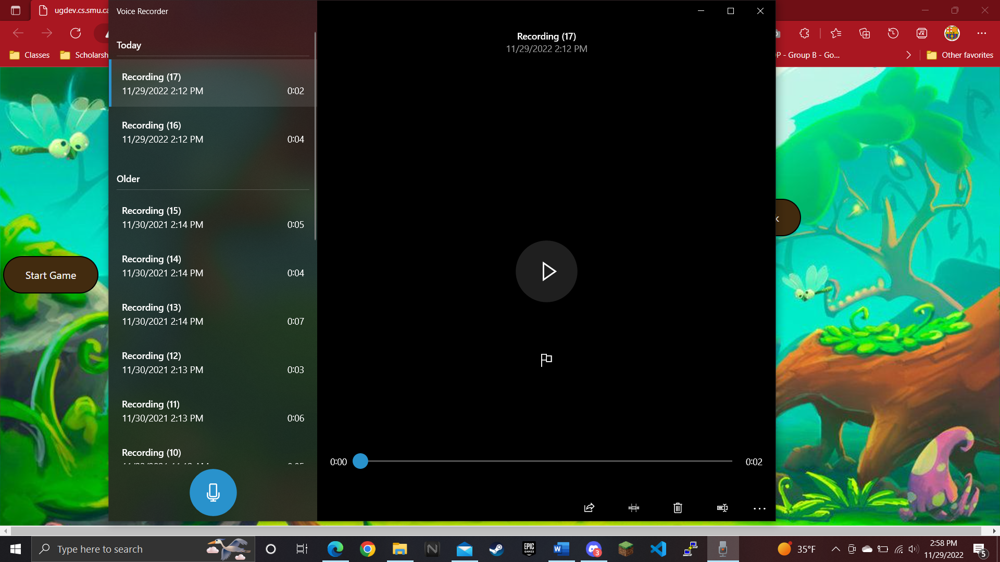 ugdev.cs.smu.ca
Classes
Scholarsh
P - Group B - Go...
Other favorites
Voice Recorder
Today
Recording (17)
11/29/2022 2:12 PM 0:02
Recording (16)
11/29/2022 2:12 PM 0:04
Older
Recording (15)
11/30/2021 2:14 PM 0:05
Recording (14)
11/30/2021 2:14 PM 0:04
Recording (13)
11/30/2021 2:14 PM 0:07
Recording (12)
11/30/2021 2:13 PM 0:03
Recording (11)
11/30/2021 2:13 PM 0:06
Recording (10)
Recording (17)
11/29/2022 2:12 PM
0:00 0:02
Start Game
k
Type here to search
EPIC
GAMES
3
35°F
2:58 PM
11/29/2022
5